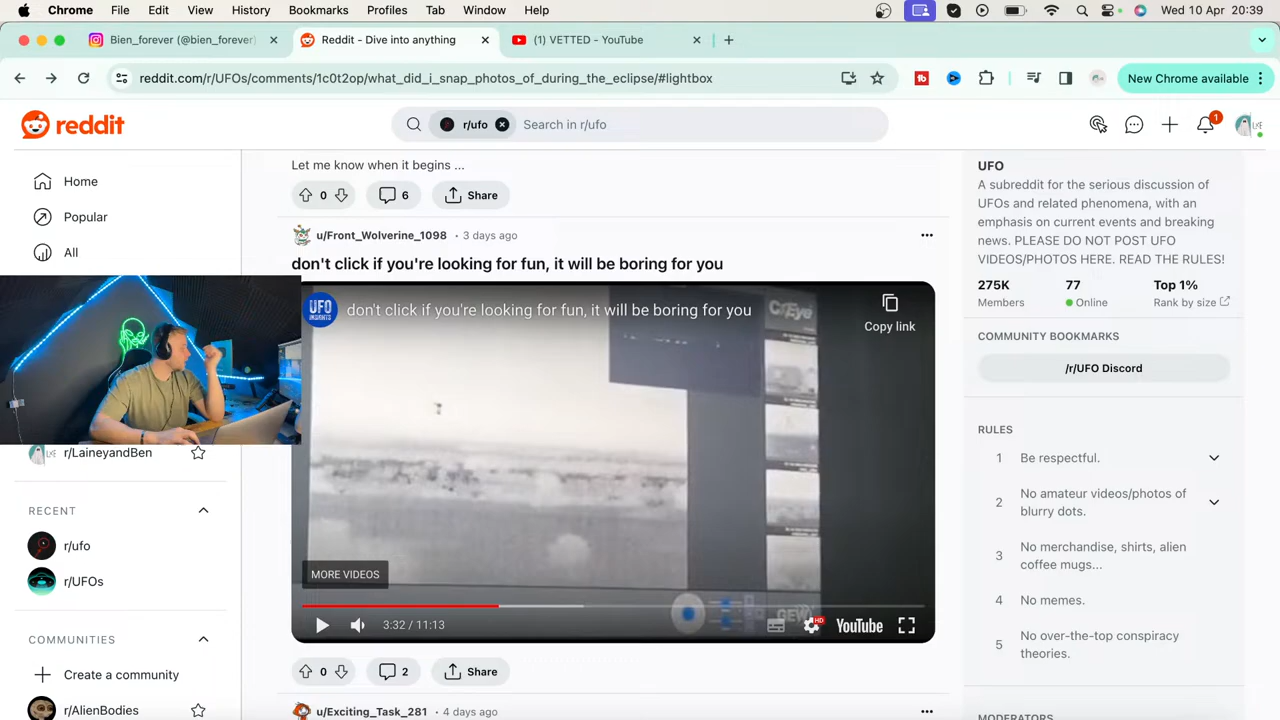 Chrome File Edit View History Bookmarks Profiles Tab Window Help Wed 10 Apr 20:39
Bien_forever (@bien_forever) Reddit - Dive into anything (1) VETTED - YouTube
reddit.com/r/UFOs/comments/1c0t2op/what_did_i_snap_photos_of_during_the_eclipse/#lightbox New Chrome available
reddit r/ufo Search in r/ufo 1
Home
Popular
All
r/LaineyandBen
RECENT
r/ufo
r/UFOs
COMMUNITIES
Create a community
r/AlienBodies
Let me know when it begins ...
0 6 Share
u/Front_Wolverine_1098 • 3 days ago
don't click if you're looking for fun, it will be boring for you
UFO INSIGHTS don't click if you're looking for fun, it will be boring for you
Copy link
MORE VIDEOS
3:32 / 11:13 HD YouTube
0 2 Share
u/Exciting_Task_281 • 4 days ago
UFO
A subreddit for the serious discussion of
UFOs and related phenomena, with an
emphasis on current events and breaking
news. PLEASE DO NOT POST UFO
VIDEOS/PHOTOS HERE. READ THE RULES!
275K 77 Top 1%
Members Online Rank by size
COMMUNITY BOOKMARKS
/r/UFO Discord
RULES
1 Be respectful.
2 No amateur videos/photos of
blurry dots.
3 No merchandise, shirts, alien
coffee mugs...
4 No memes.
5 No over-the-top conspiracy
theories.
MODERATORS